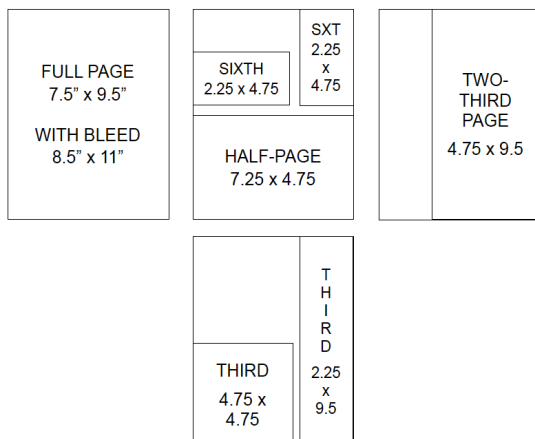 FULL PAGE
7.5” x 9.5”
WITH BLEED
8.5” x 11”
SIXTH
2.25 x 4.75
SXT
2.25
x
4.75
HALF-PAGE
7.25 x 4.75
TWO-
THIRD
PAGE
4.75 x 9.5
THIRD
4.75 x
4.75
T
H
I
R
D
2.25
x
9.5